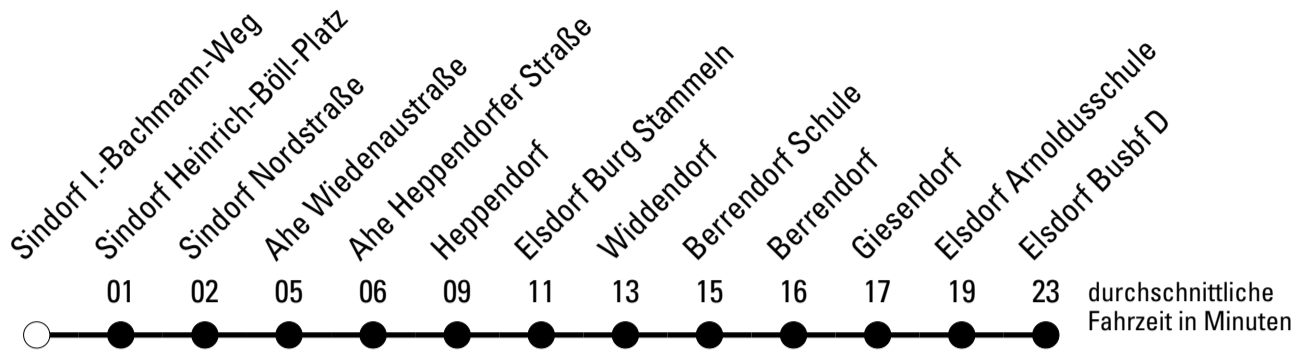 Sindorf I.-Bachmann-Weg
Sindorf Heinrich-Böll-Platz
Sindorf Nordstraße
Ahe Wiedenaustraße
Ahe Heppendorfer Straße
Heppendorf
Elsdorf Burg Stammeln
Widdendorf
Berrendorf Schule
Berrendorf
Giesendorf
Elsdorf Arnoldusschule
Elsdorf Busbf D
01 02 05 06 09 11 13 15 16 17 19 23
durchschnittliche
Fahrzeit in Minuten